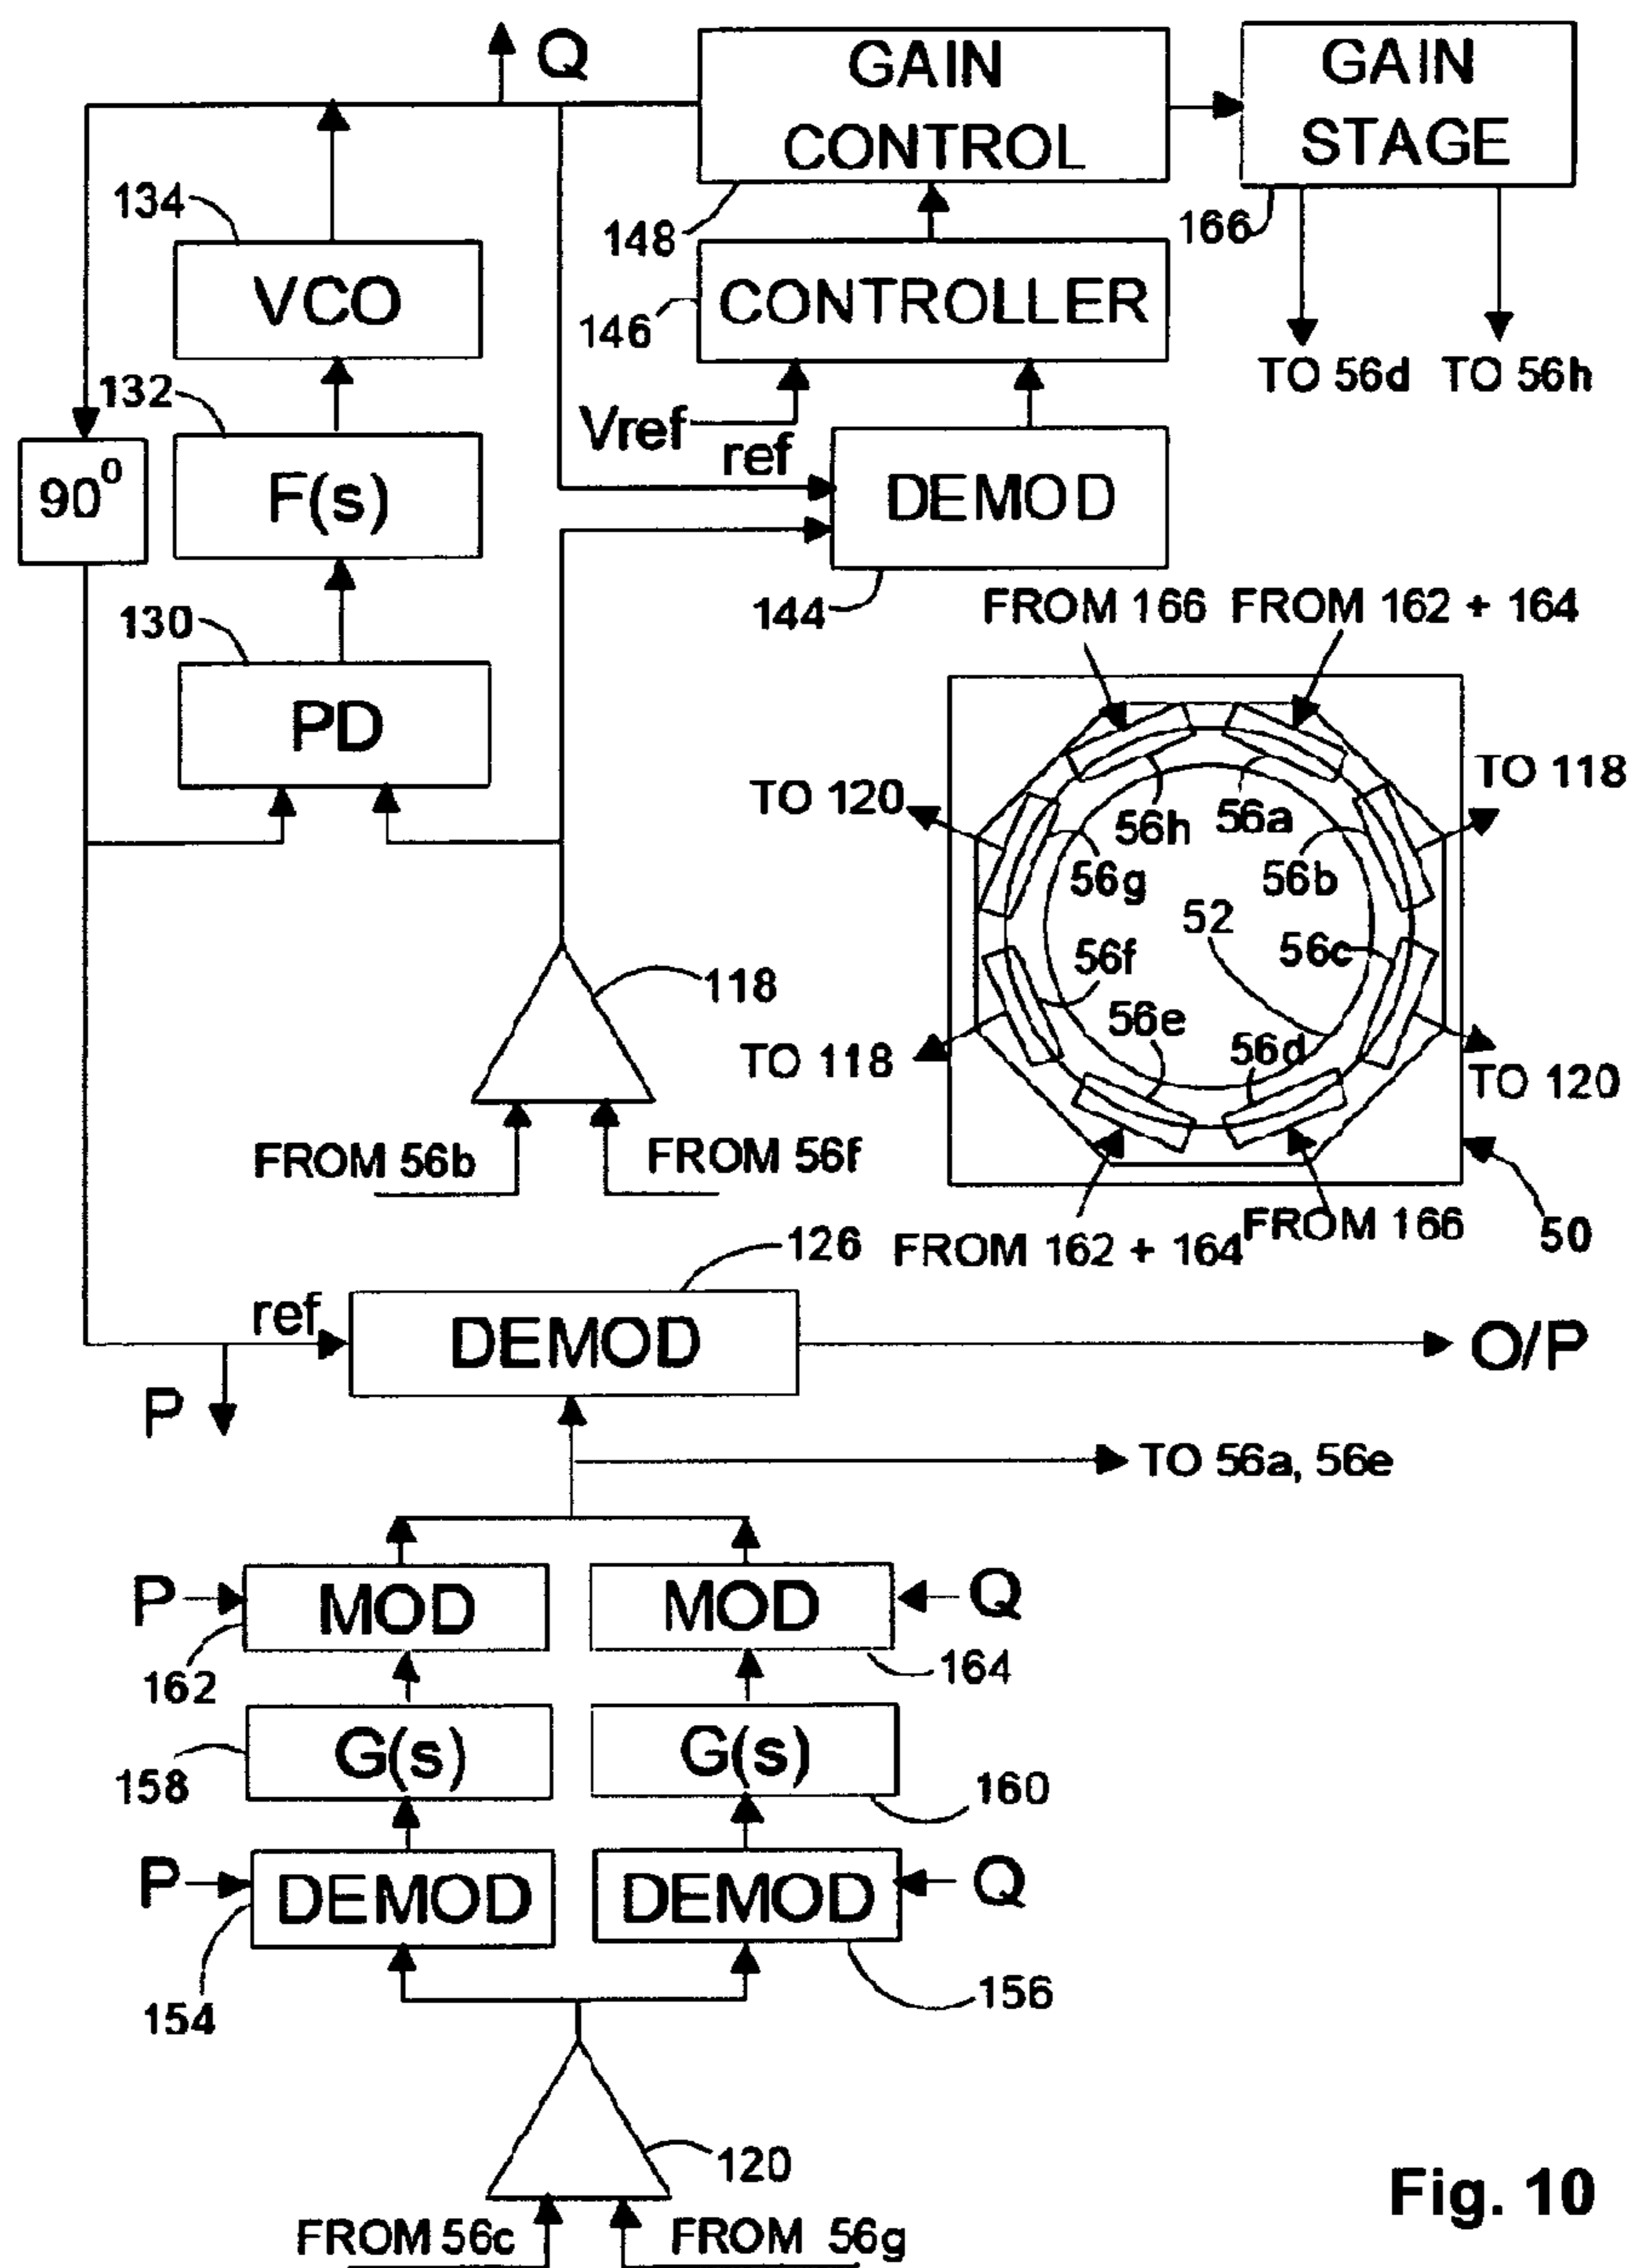 Q
GAIN
CONTROL
GAIN
STAGE
134
148
166
VCO
CONTROLLER
146
TO 56d TO 56h
132
Vref
ref
90°
F(s)
DEMOD
130
144
FROM 166 FROM 162 + 164
PD
TO 120
TO 118
56h 56a
56g
56b
52
56f
56c
118
56e
56d
TO 118
TO 120
FROM 56b
FROM 56f
126
FROM 162 + 164
FROM 166
50
ref
DEMOD
O/P
P
TO 56a, 56e
P
MOD
MOD
Q
162
164
G(s)
G(s)
158
160
P
DEMOD
DEMOD
Q
154
156
120
Fig. 10
FROM 56c
FROM 56g